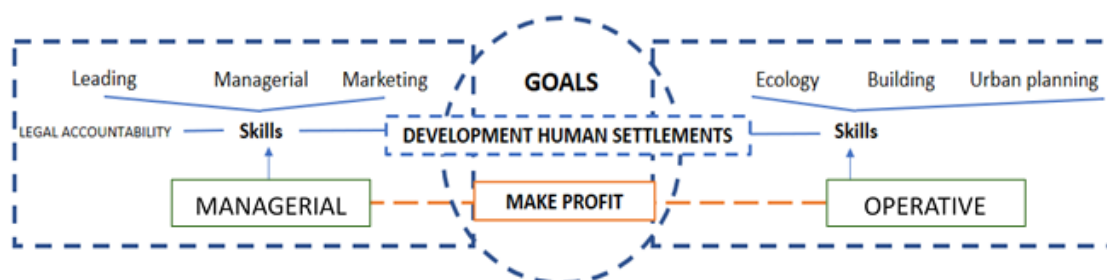 Leading Managerial Marketing
GOALS
Ecology Building Urban planning
LEGAL ACCOUNTABILITY Skills
DEVELOPMENT HUMAN SETTLEMENTS
Skills
MANAGERIAL
MAKE PROFIT
OPERATIVE